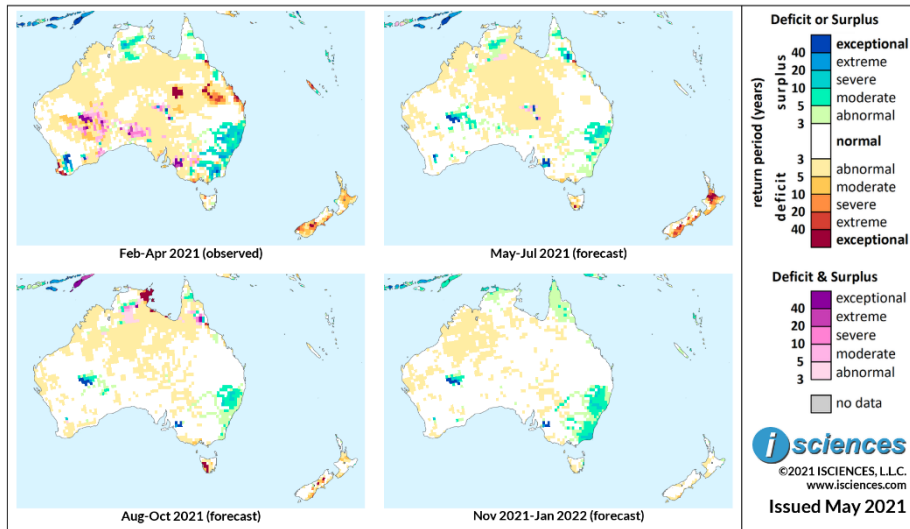 Feb-Apr 2021 (observed)
May-Jul 2021 (forecast)
Aug-Oct 2021 (forecast)
Nov 2021-Jan 2022 (forecast)
Deficit or Surplus
return period (years)
deficit surplus
exceptional
40
extreme
20
severe
10
moderate
5
abnormal
3
normal
3
abnormal
5
moderate
10
severe
20
extreme
40
exceptional
Deficit & Surplus
exceptional
40
extreme
20
severe
10
moderate
5
abnormal
3
no data
i sciences
©2021 ISCIENCES, L.L.C.
www.isciences.com
Issued May 2021